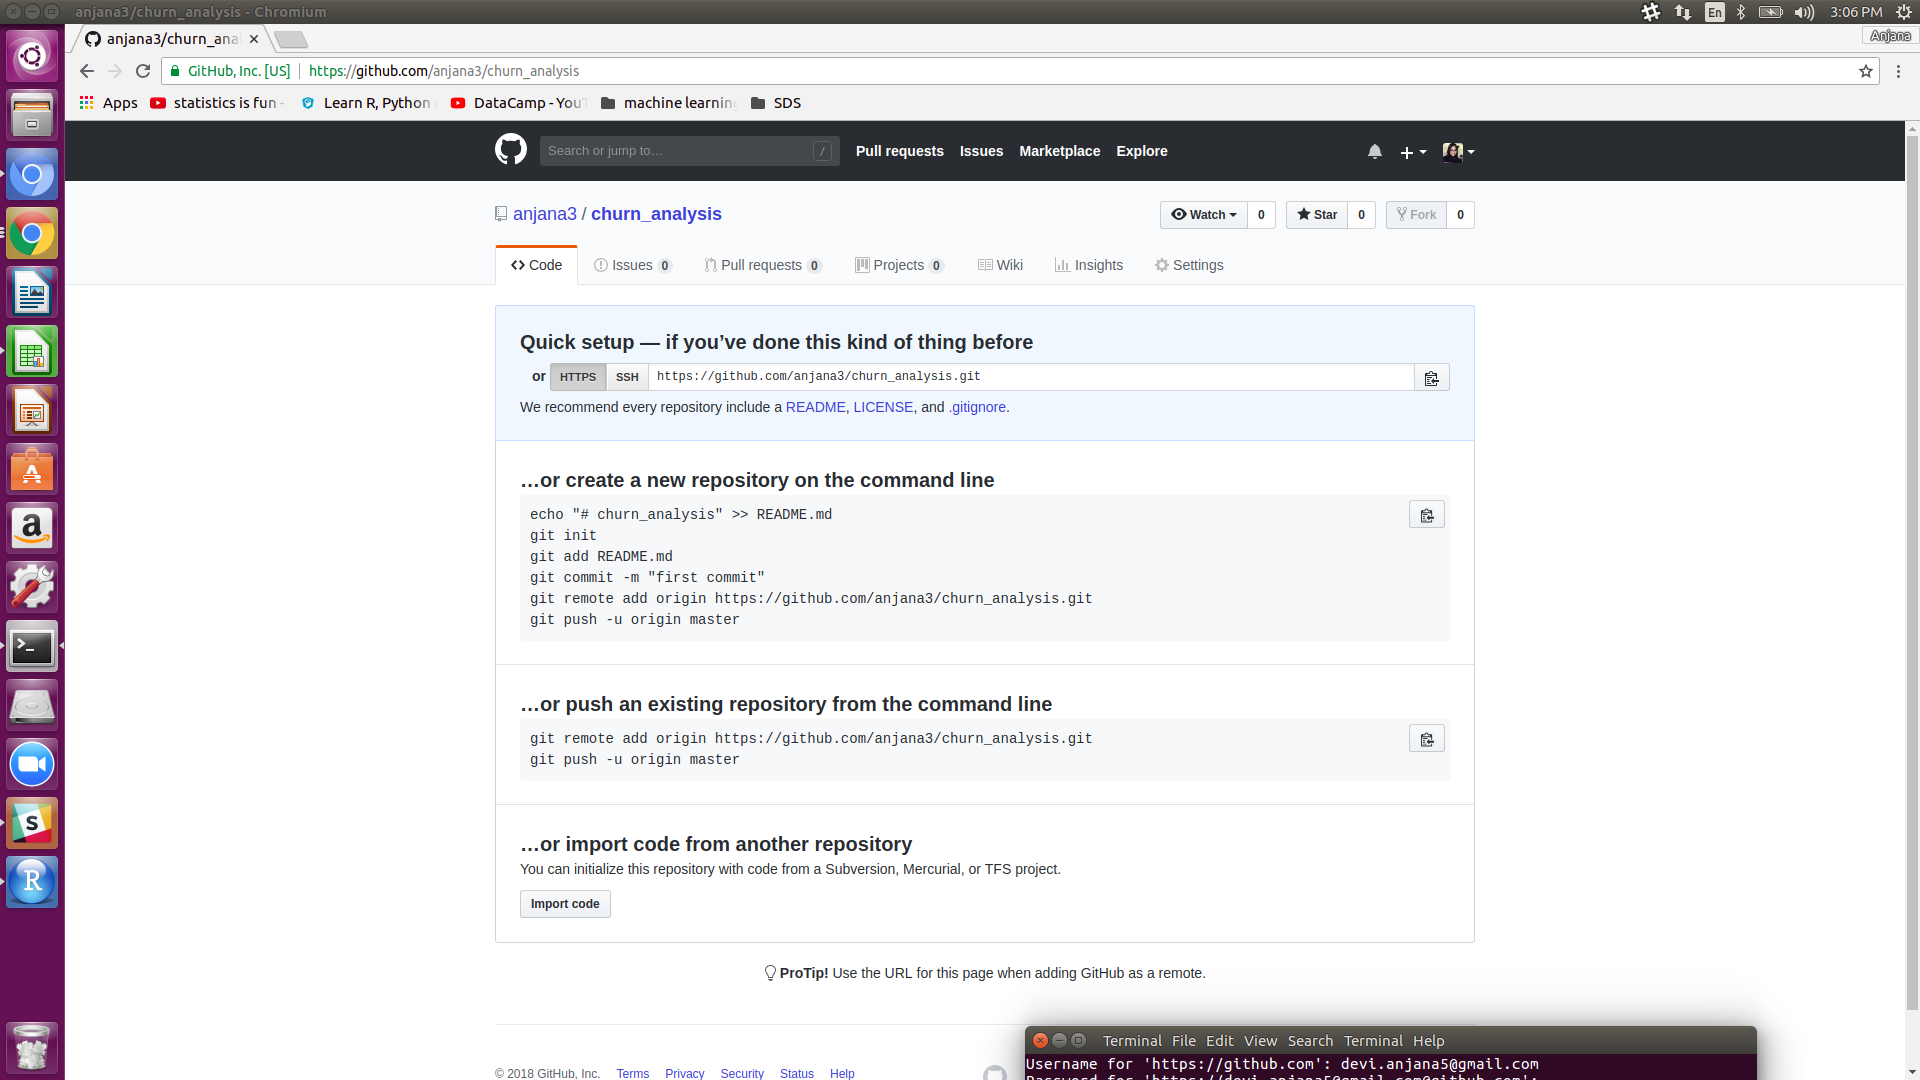 anjana3/churn_analysis - Chromium
En
3:06 PM
anjana3/churn_ana
Anjana
GitHub, Inc. [US]
https://github.com/anjana3/churn_analysis
Apps
statistics is fun -
Learn R, Python
DataCamp - You
machine learning
SDS
Search or jump to…
/
Pull requests
Issues
Marketplace
Explore
anjana3 / churn_analysis
Watch 0
Star 0
Fork 0
Code
Issues 0
Pull requests 0
Projects 0
Wiki
Insights
Settings
Quick setup — if you’ve done this kind of thing before
or HTTPS SSH https://github.com/anjana3/churn_analysis.git
We recommend every repository include a README, LICENSE, and .gitignore.
…or create a new repository on the command line
echo "# churn_analysis" >> README.md
git init
git add README.md
git commit -m "first commit"
git remote add origin https://github.com/anjana3/churn_analysis.git
git push -u origin master
…or push an existing repository from the command line
git remote add origin https://github.com/anjana3/churn_analysis.git
git push -u origin master
…or import code from another repository
You can initialize this repository with code from a Subversion, Mercurial, or TFS project.
Import code
ProTip! Use the URL for this page when adding GitHub as a remote.
Terminal File Edit View Search Terminal Help
Username for 'https://github.com': devi.anjana5@gmail.com
Password for 'https://devi.anjana5@gmail.com@github.com':
© 2018 GitHub, Inc.
Terms
Privacy
Security
Status
Help